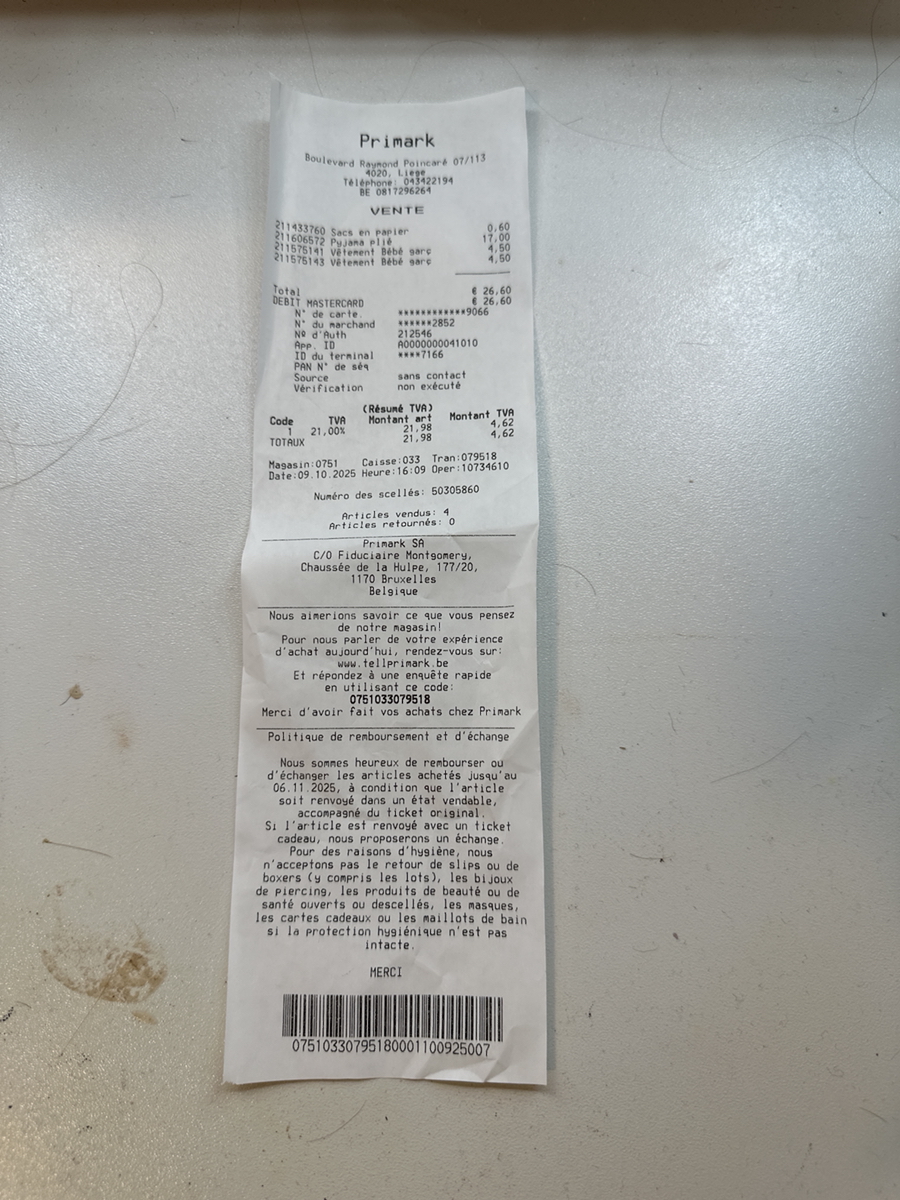 Primark
Boulevard Raymond Poincaré 07/113
4020, Liège
Téléphone: 043422194
BE 0817296264
VENTE
211433760 Sacs en papier 0,60
211606572 Pyjama plié 17,00
211575141 Vêtement Bébé garc 4,50
211575143 Vêtement Bébé garc 4,50
Total € 26,60
DEBIT MASTERCARD € 26,60
N° de carte. ************9066
N° du marchand ******2852
Nº d'Auth 212546
App. ID A0000000041010
ID du terminal ****7166
PAN N° de séq
Source sans contact
Vérification non exécuté
(Résumé TVA)
Code TVA Montant art Montant TVA
1 21,00% 21,98 4,62
TOTAUX 21,98 4,62
Magasin:0751 Caisse:033 Tran:079518
Date:09.10.2025 Heure:16:09 Oper:10734610
Numéro des scellés: 50305860
Articles vendus: 4
Articles retournés: 0
Primark SA
C/O Fiduciaire Montgomery,
Chaussée de la Hulpe, 177/20,
1170 Bruxelles
Belgique
Nous aimerions savoir ce que vous pensez
de notre magasin!
Pour nous parler de votre expérience
d'achat aujourd'hui, rendez-vous sur:
www.tellprimark.be
Et répondez à une enquête rapide
en utilisant ce code:
0751033079518
Merci d'avoir fait vos achats chez Primark
Politique de remboursement et d'échange
Nous sommes heureux de rembourser ou
d'échanger les articles achetés jusqu'au
06.11.2025, à condition que l'article
soit renvoyé dans un état vendable,
accompagné du ticket original.
Si l'article est renvoyé avec un ticket
cadeau, nous proposerons un échange.
Pour des raisons d'hygiène, nous
n'acceptons pas le retour de slips ou de
boxers (y compris les lots), les bijoux
de piercing, les produits de beauté ou de
santé ouverts ou descellés, les masques,
les cartes cadeaux ou les maillots de bain
si la protection hygiénique n'est pas
intacte.
MERCI
07510330795180001100925007